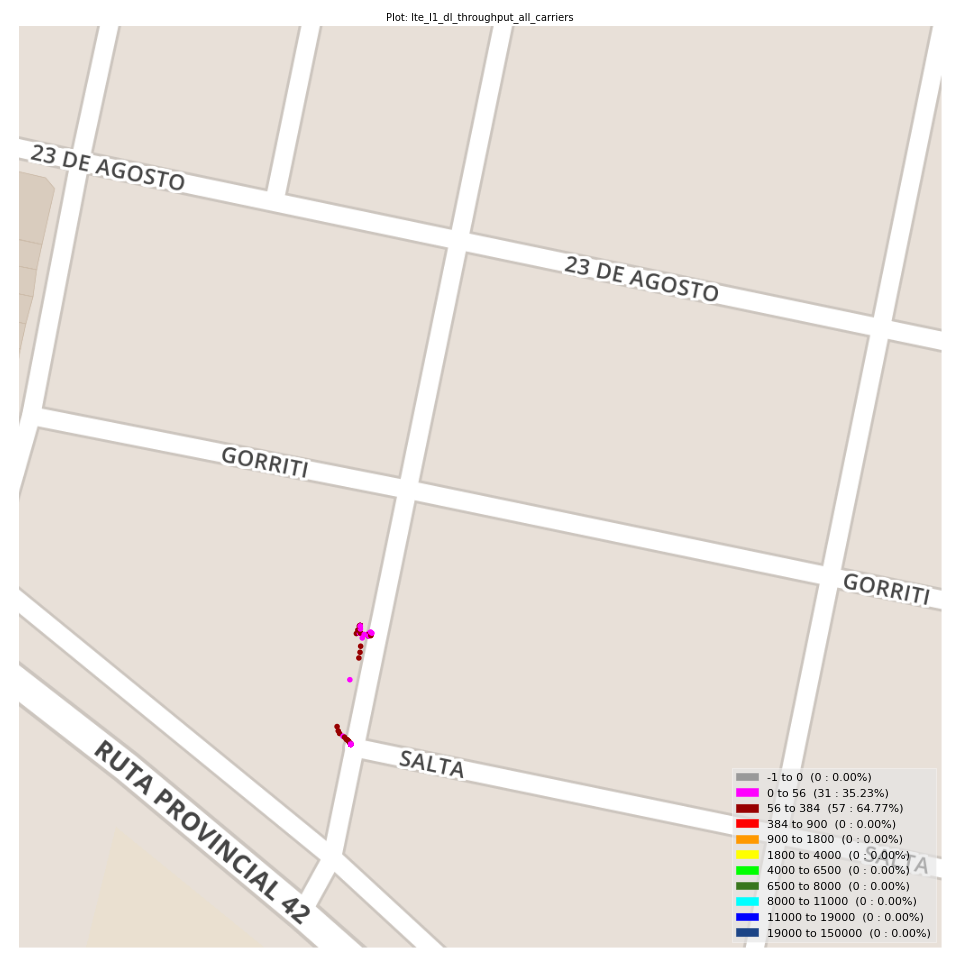 Plot: lte_l1_dl_throughput_all_carriers
23 DE AGOSTO
23 DE AGOSTO
GORRITI
GORRITI
SALTA
RUTA PROVINCIAL 42
SALTA
-1 to 0 (0 : 0.00%)
0 to 56 (31 : 35.23%)
56 to 384 (57 : 64.77%)
384 to 900 (0 : 0.00%)
900 to 1800 (0 : 0.00%)
1800 to 4000 (0 : 0.00%)
4000 to 6500 (0 : 0.00%)
6500 to 8000 (0 : 0.00%)
8000 to 11000 (0 : 0.00%)
11000 to 19000 (0 : 0.00%)
19000 to 150000 (0 : 0.00%)